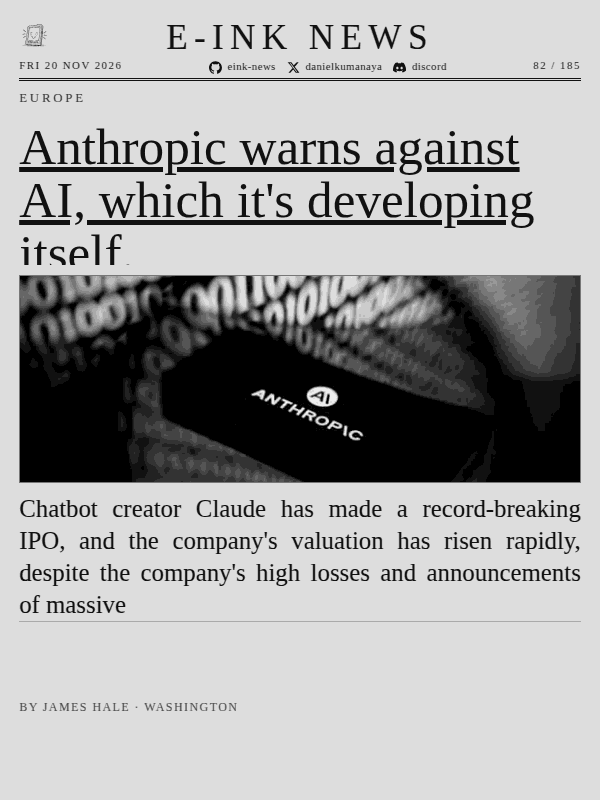 E-INK NEWS
FRI 20 NOV 2026
eink-news
danielkumanaya
discord
82 / 185
EUROPE
Anthropic warns against
AI, which it's developing
itself.
AI
ANTHROP\C
Chatbot creator Claude has made a record-breaking
IPO, and the company's valuation has risen rapidly,
despite the company's high losses and announcements
of massive
BY JAMES HALE · WASHINGTON